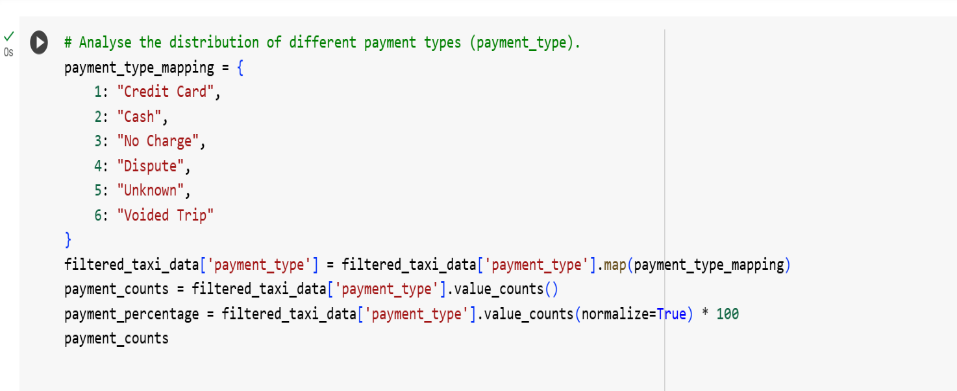 # Analyse the distribution of different payment types (payment_type).
payment_type_mapping = {
    1: "Credit Card",
    2: "Cash",
    3: "No Charge",
    4: "Dispute",
    5: "Unknown",
    6: "Voided Trip"
}
filtered_taxi_data['payment_type'] = filtered_taxi_data['payment_type'].map(payment_type_mapping)
payment_counts = filtered_taxi_data['payment_type'].value_counts()
payment_percentage = filtered_taxi_data['payment_type'].value_counts(normalize=True) * 100
payment_counts
0s